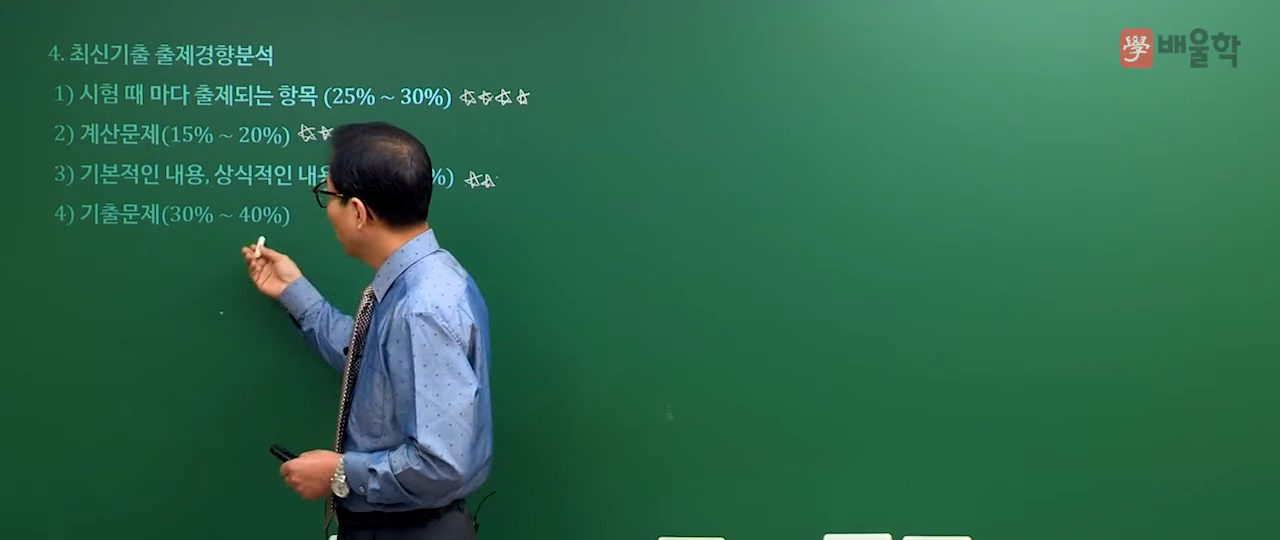 4. 최신기출 출제경향분석
1) 시험 때 마다 출제되는 항목 (25% ~ 30%) ☆☆☆☆
2) 계산문제(15% ~ 20%) ☆☆
3) 기본적인 내용, 상식적인 %) ☆☆
4) 기출문제(30% ~ 40%)
學 배울학